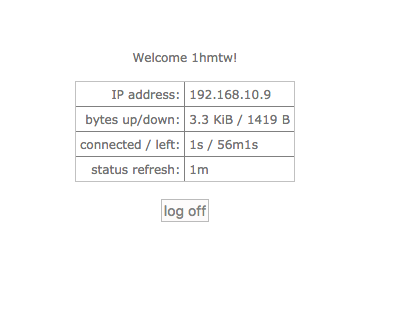 Welcome 1hmtw!
IP address: 192.168.10.9
bytes up/down: 3.3 KiB / 1419 B
connected / left: 1s / 56m1s
status refresh: 1m
log off